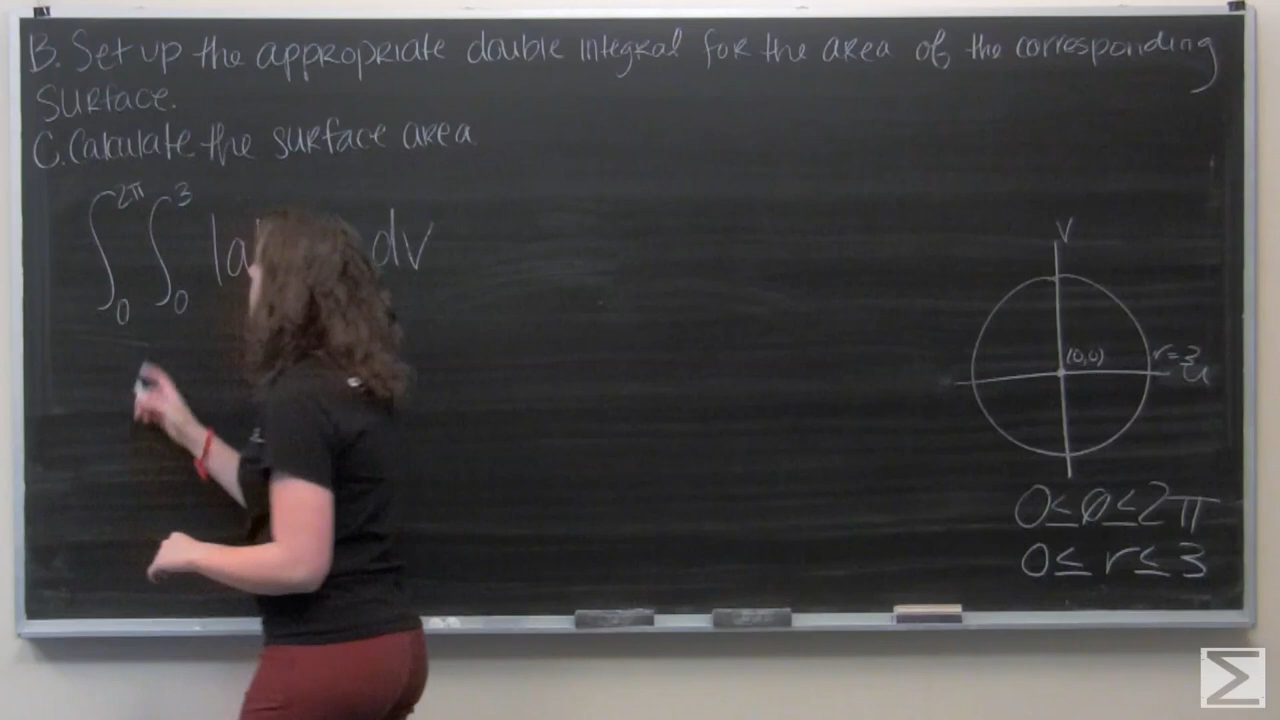 B. Set up the appropriate double integral for the area of the corresponding
surface.
C. Calculate the surface area
∫₀^2π ∫₀^3 dv
V
(0,0)
r=3
u
0≤θ≤2π
0≤ r ≤ 3
Σ